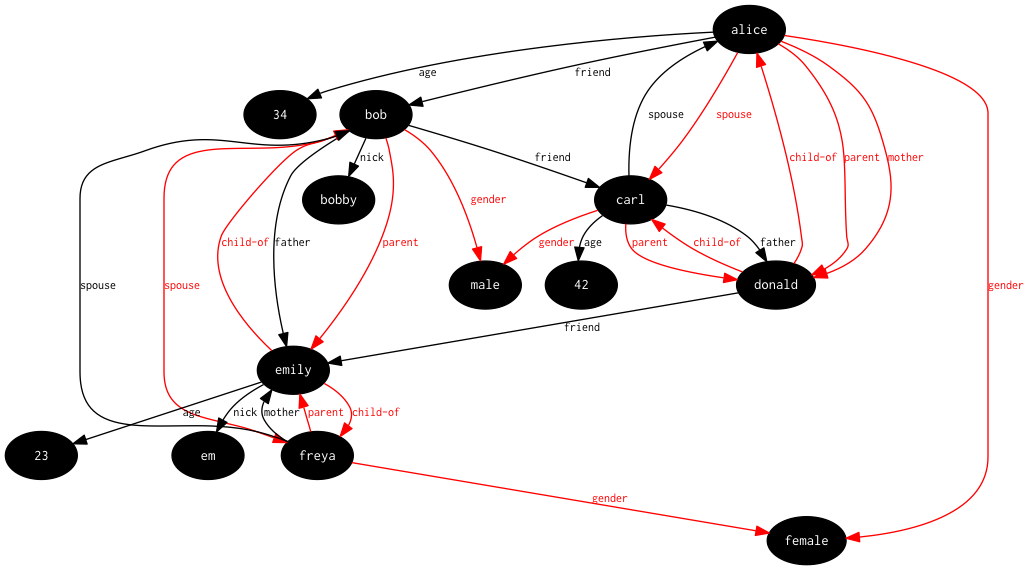 alice
age
friend
34
bob
spouse
spouse
nick
friend
child-of
parent
mother
bobby
carl
gender
child-of
father
parent
gender
age
parent
child-of
father
male
42
donald
spouse
spouse
gender
friend
emily
age
nick
mother
parent
child-of
23
em
freya
gender
female